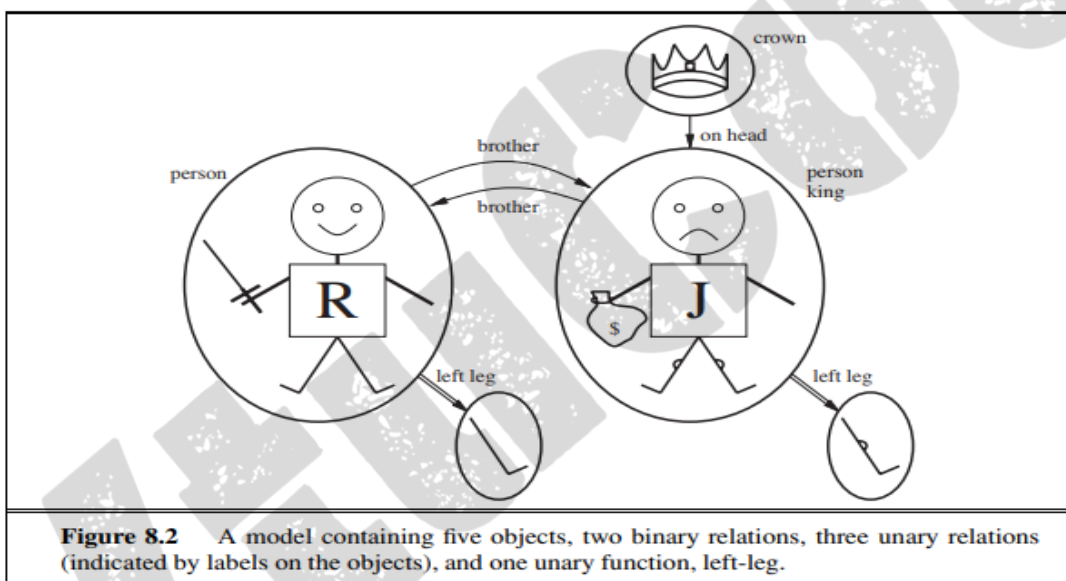 crown
on head
brother
person
person
king
brother
R
J
$
left leg
left leg
Figure 8.2 A model containing five objects, two binary relations, three unary relations
(indicated by labels on the objects), and one unary function, left-leg.